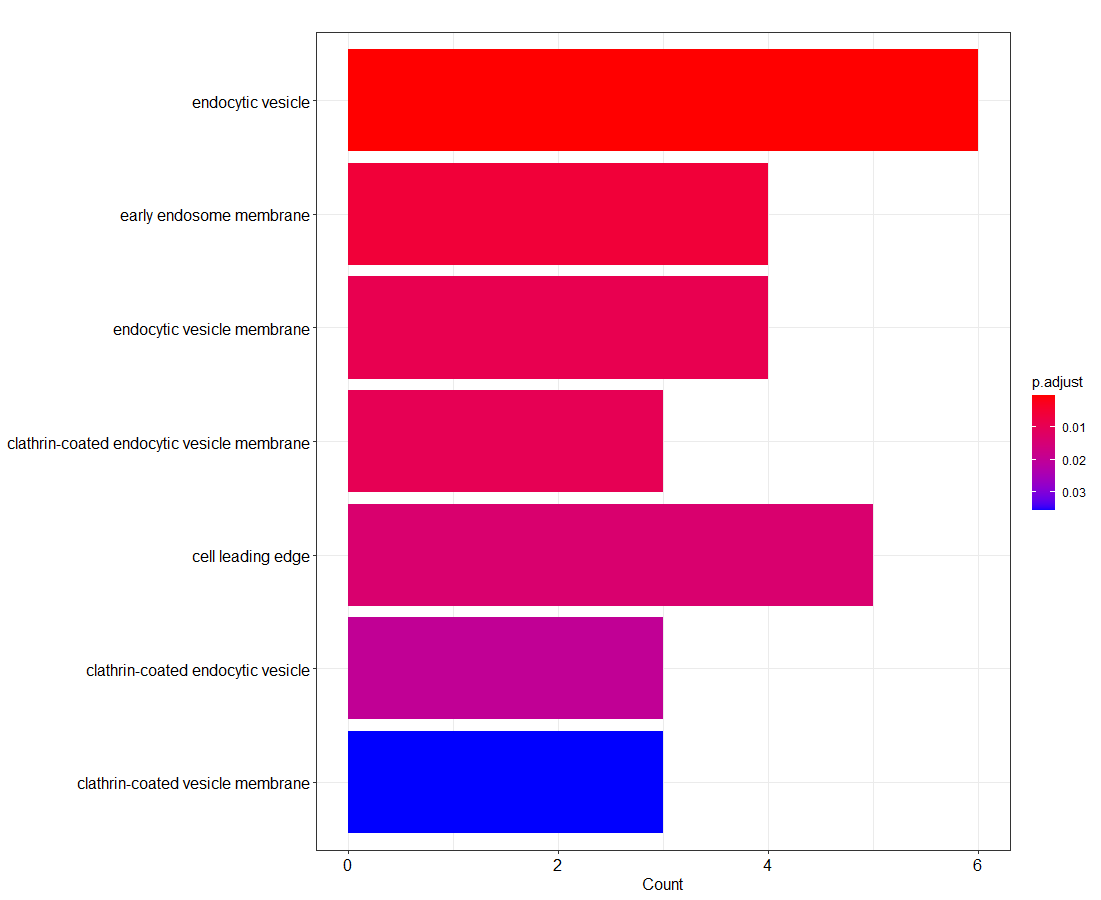 endocytic vesicle
early endosome membrane
endocytic vesicle membrane
clathrin-coated endocytic vesicle membrane
cell leading edge
clathrin-coated endocytic vesicle
clathrin-coated vesicle membrane
0 2 4 6
Count
p.adjust
0.01
0.02
0.03